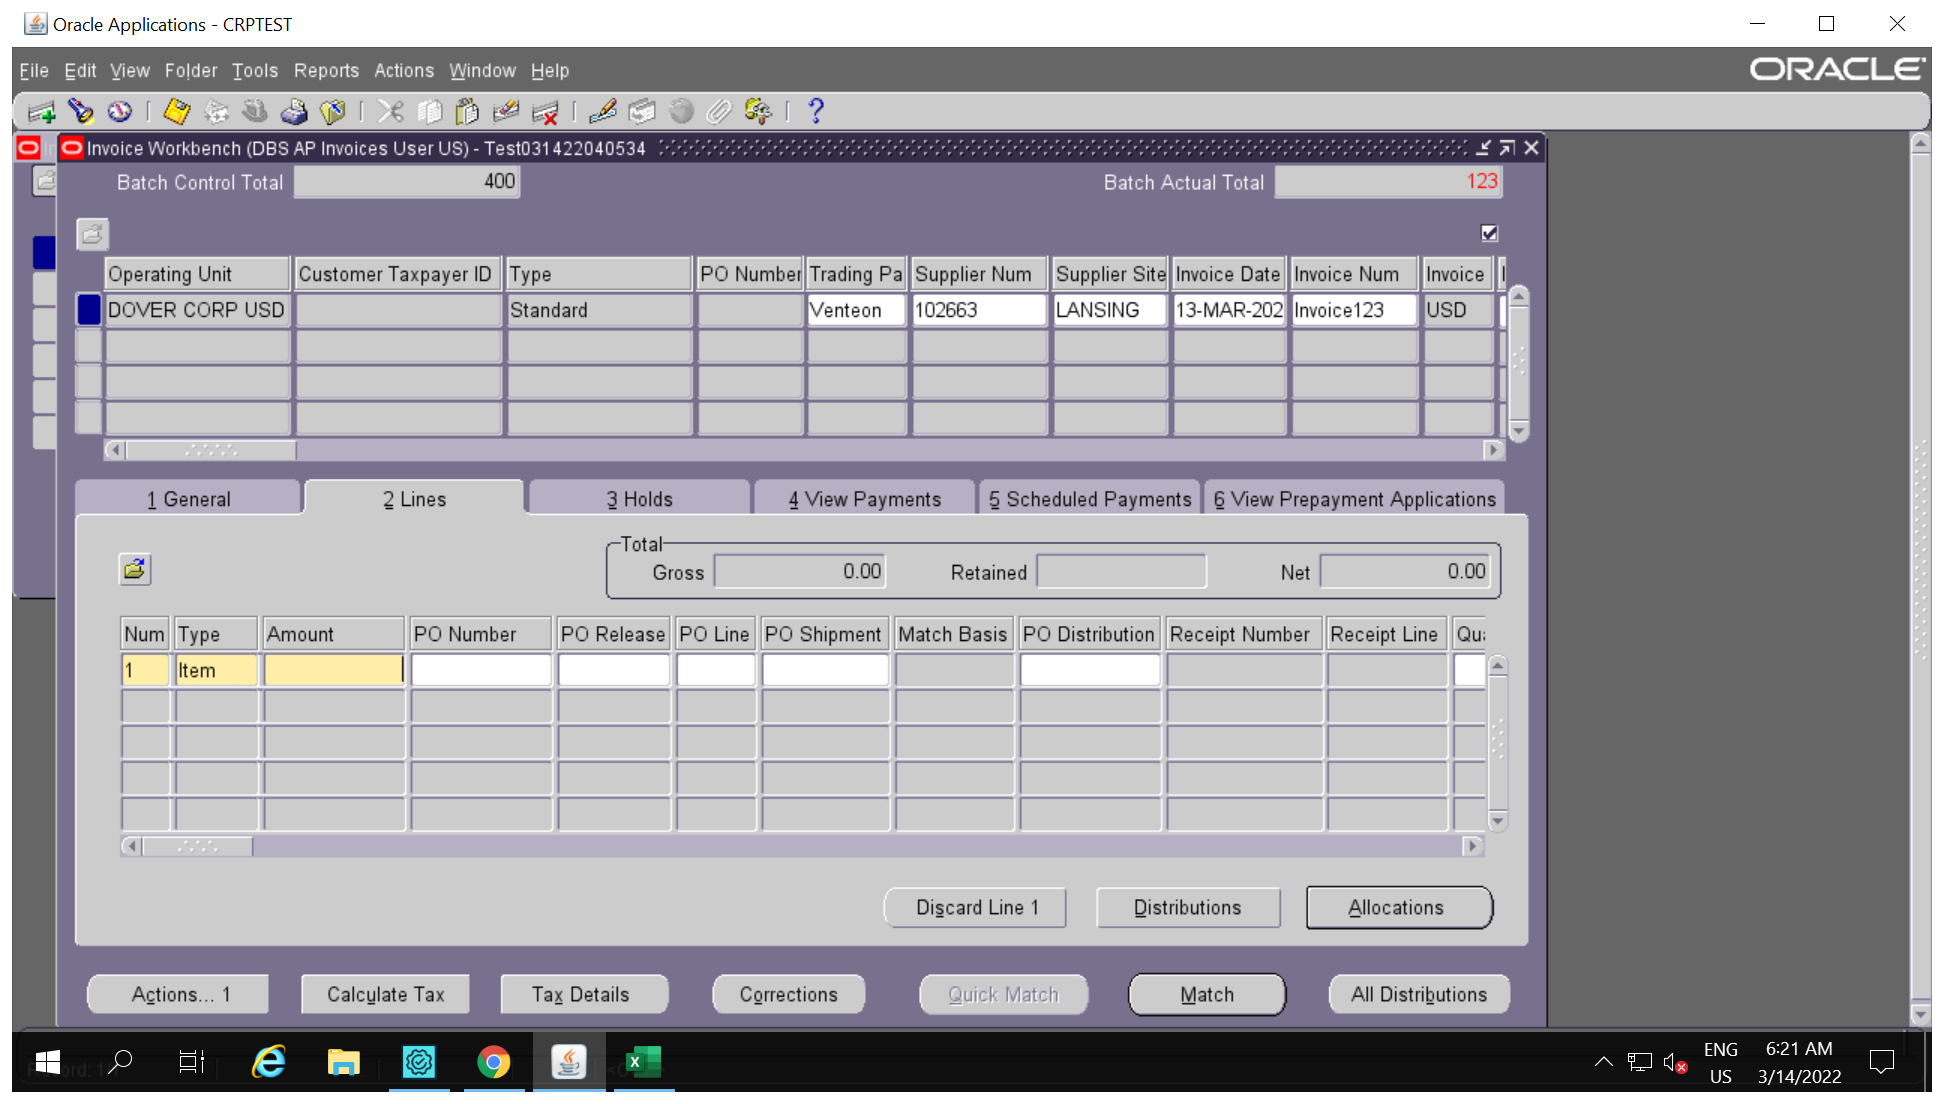 Oracle Applications - CRPTEST
File Edit View Folder Tools Reports Actions Window Help
ORACLE
Invoice Workbench (DBS AP Invoices User US) - Test031422040534
Batch Control Total 400 Batch Actual Total 123
Operating Unit Customer Taxpayer ID Type PO Number Trading Pa Supplier Num Supplier Site Invoice Date Invoice Num Invoice
DOVER CORP USD Standard Venteon 102663 LANSING 13-MAR-202 Invoice123 USD
1 General 2 Lines 3 Holds 4 View Payments 5 Scheduled Payments 6 View Prepayment Applications
Total
Gross 0.00 Retained Net 0.00
Num Type Amount PO Number PO Release PO Line PO Shipment Match Basis PO Distribution Receipt Number Receipt Line Qua
1 Item
Discard Line 1 Distributions Allocations
Actions... 1 Calculate Tax Tax Details Corrections Quick Match Match All Distributions
ENG 6:21 AM
US 3/14/2022